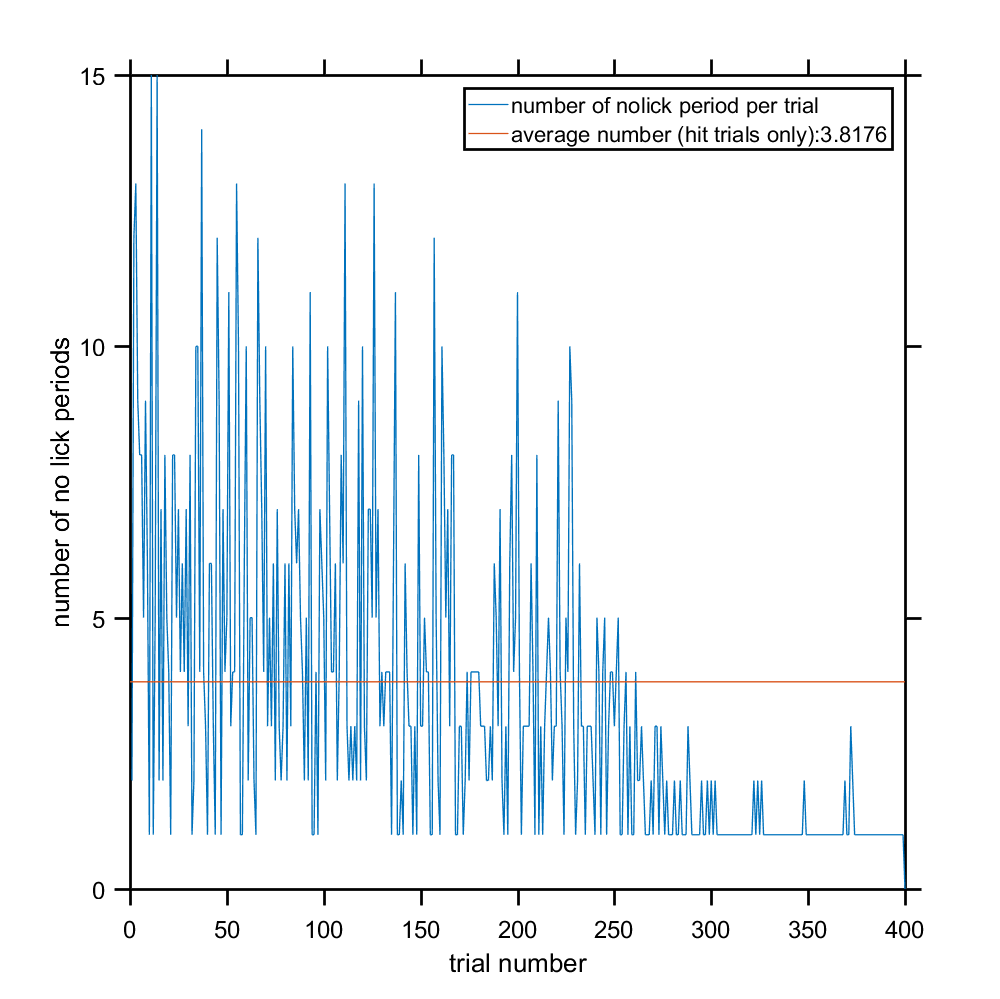 15
10
5
0
number of no lick periods
number of nolick period per trial
average number (hit trials only):3.8176
0 50 100 150 200 250 300 350 400
trial number